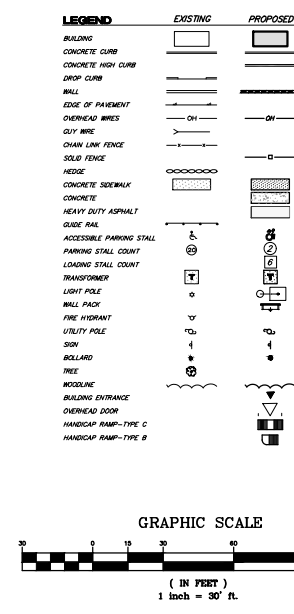 LEGEND EXISTING PROPOSED
BUILDING
CONCRETE CURB
CONCRETE HIGH CURB
DROP CURB
WALL
EDGE OF PAVEMENT
OVERHEAD WIRES OH OH
GUY WIRE
CHAIN LINK FENCE x x
SOLID FENCE
HEDGE
CONCRETE SIDEWALK
CONCRETE
HEAVY DUTY ASPHALT
GUIDE RAIL
ACCESSIBLE PARKING STALL
PARKING STALL COUNT 20 2
LOADING STALL COUNT 6
TRANSFORMER T T
LIGHT POLE
WALL PACK
FIRE HYDRANT
UTILITY POLE
SIGN
BOLLARD
TREE
WOODLINE
BUILDING ENTRANCE
OVERHEAD DOOR
HANDICAP RAMP-TYPE C
HANDICAP RAMP-TYPE B
GRAPHIC SCALE
30 0 15 30 60
( IN FEET )
1 inch = 30' ft.